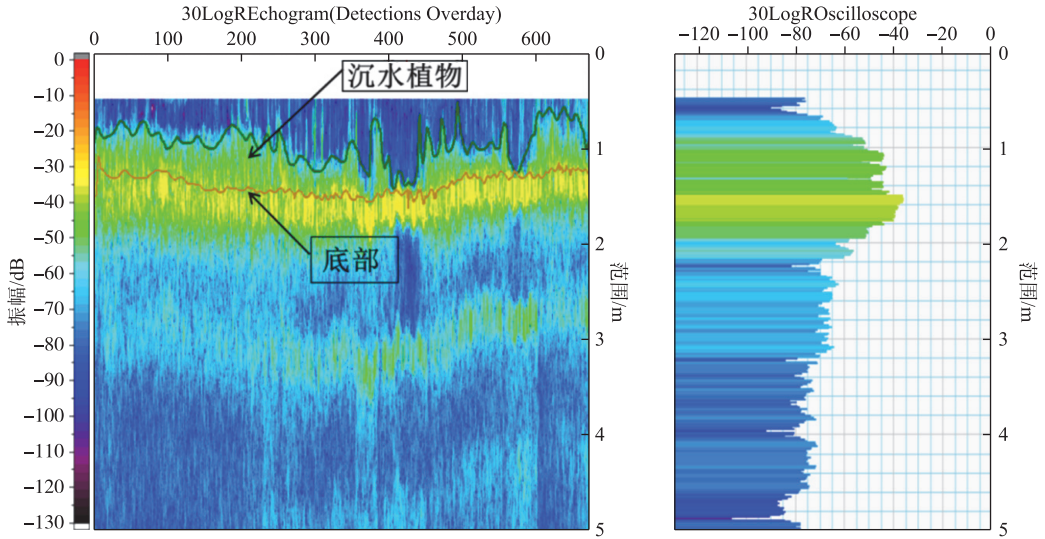 30LogREchogram(Detections Overday)
0 100 200 300 400 500 600
0
−10
−20
−30
−40
−50
−60
−70
−80
−90
−100
−110
−120
−130
振幅/dB
沉水植物
底部
0
1
2
3
4
5
范围/m
30LogROscilloscope
−120 −100 −80 −60 −40 −20 0
0
1
2
3
4
5
范围/m